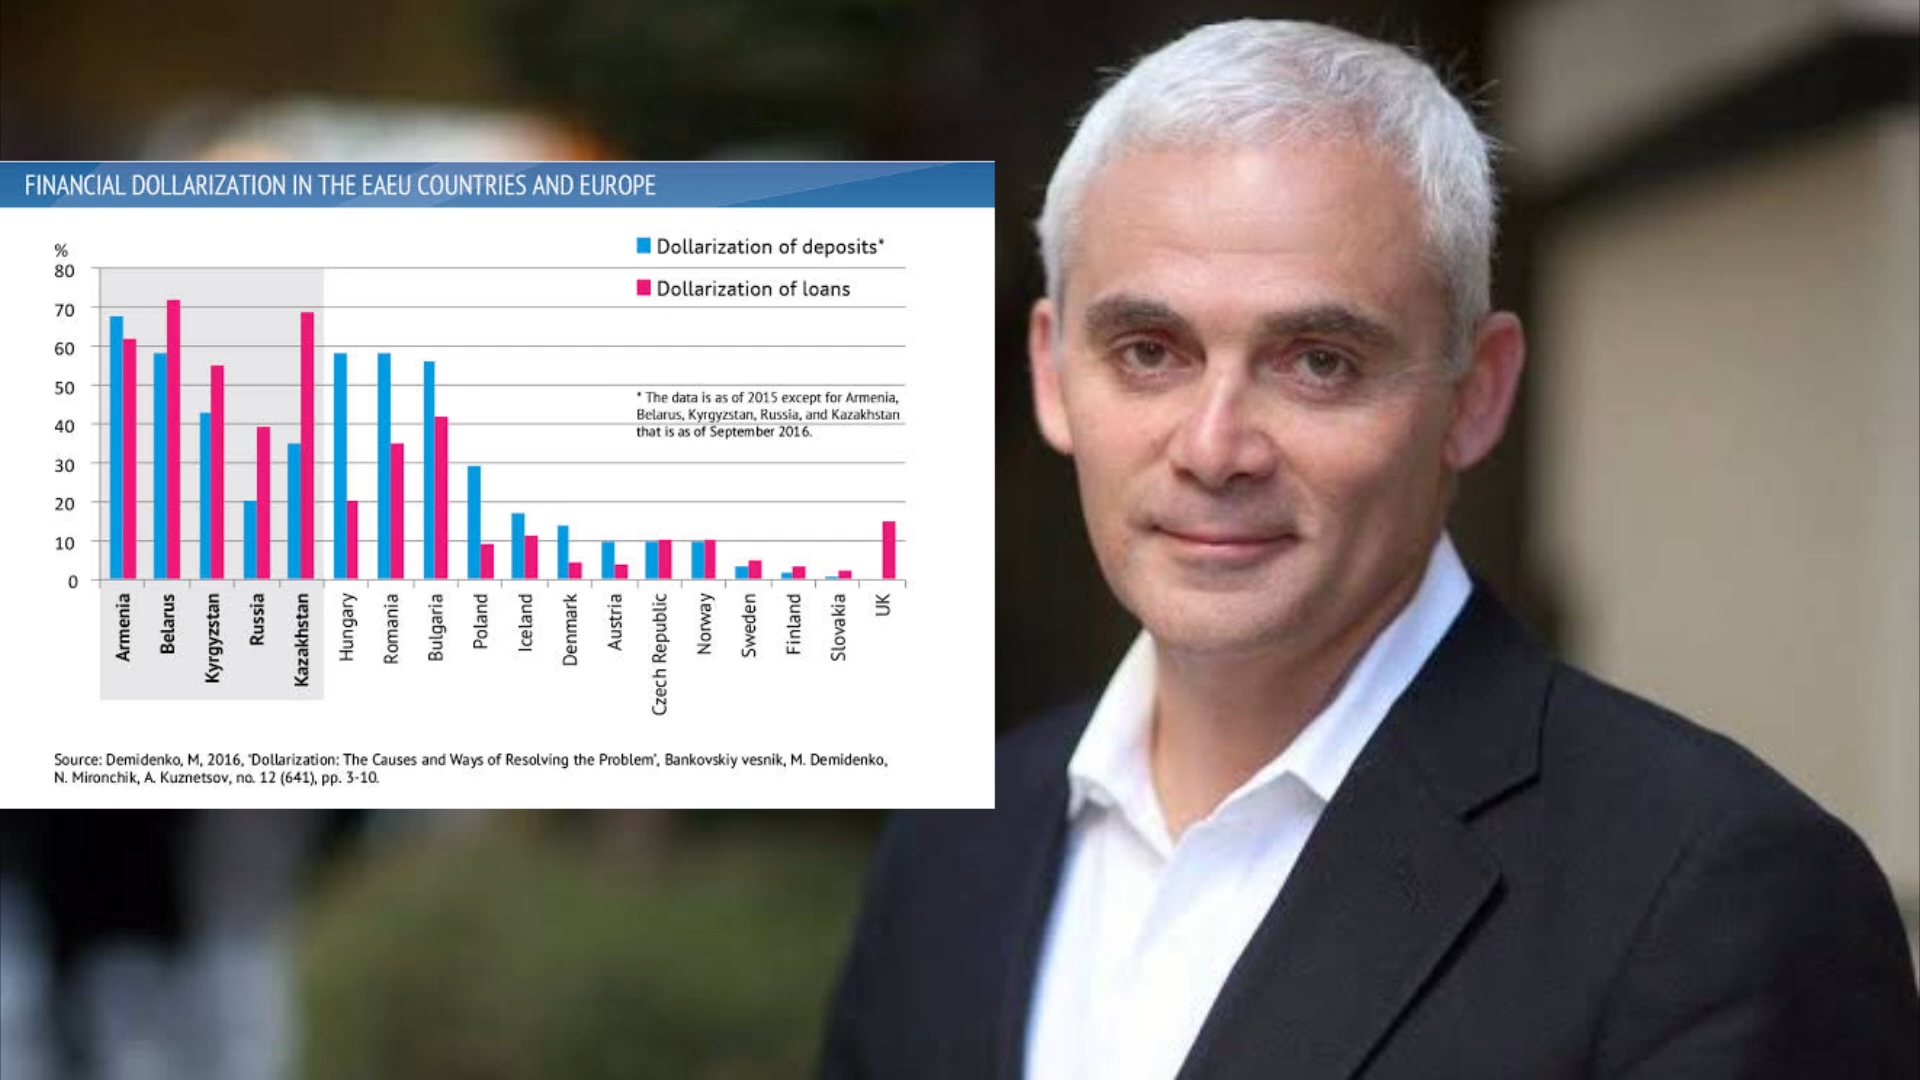 FINANCIAL DOLLARIZATION IN THE EAEU COUNTRIES AND EUROPE
%
80
70
60
50
40
30
20
10
0
Dollarization of deposits*
Dollarization of loans
* The data is as of 2015 except for Armenia,
Belarus, Kyrgyzstan, Russia, and Kazakhstan
that is as of September 2016.
Armenia
Belarus
Kyrgyzstan
Russia
Kazakhstan
Hungary
Romania
Bulgaria
Poland
Iceland
Denmark
Austria
Czech Republic
Norway
Sweden
Finland
Slovakia
UK
Source: Demidenko, M, 2016, 'Dollarization: The Causes and Ways of Resolving the Problem', Bankovskiy vesnik, M. Demidenko,
N. Mironchik, A. Kuznetsov, no. 12 (641), pp. 3-10.